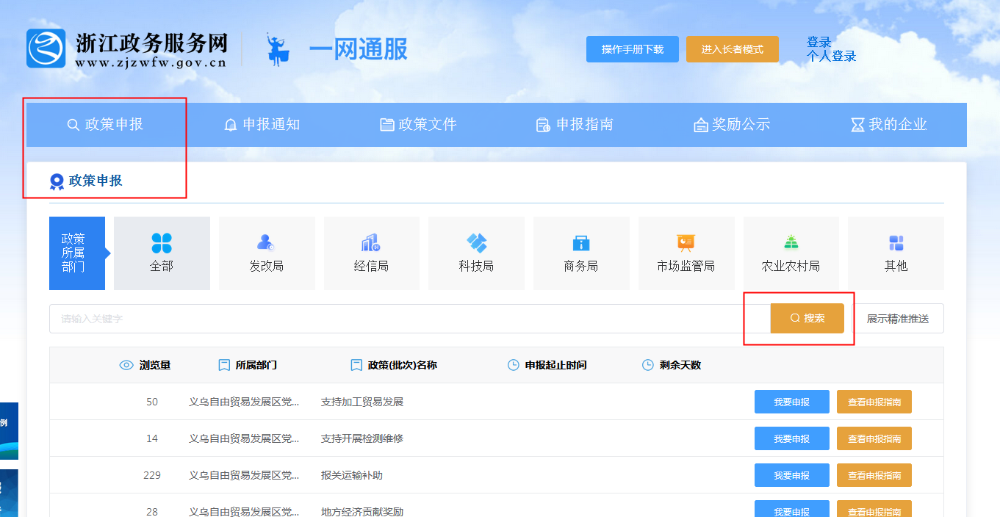 浙江政务服务网
www.zjzwfw.gov.cn
一网通服
操作手册下载
进入长者模式
登录
个人登录
政策申报
申报通知
政策文件
申报指南
奖励公示
我的企业
政策申报
政策
所属
部门
全部
发改局
经信局
科技局
商务局
市场监管局
农业农村局
其他
请输入关键字
搜索
展示精准推送
浏览量 所属部门 政策(批次)名称 申报起止时间 剩余天数
50 义乌自由贸易发展区党... 支持加工贸易发展 我要申报 查看申报指南
例
14 义乌自由贸易发展区党... 支持开展检测维修 我要申报 查看申报指南
229 义乌自由贸易发展区党... 报关运输补助 我要申报 查看申报指南
28 义乌自由贸易发展区党... 地方经济贡献奖励 我要申报 查看申报指南